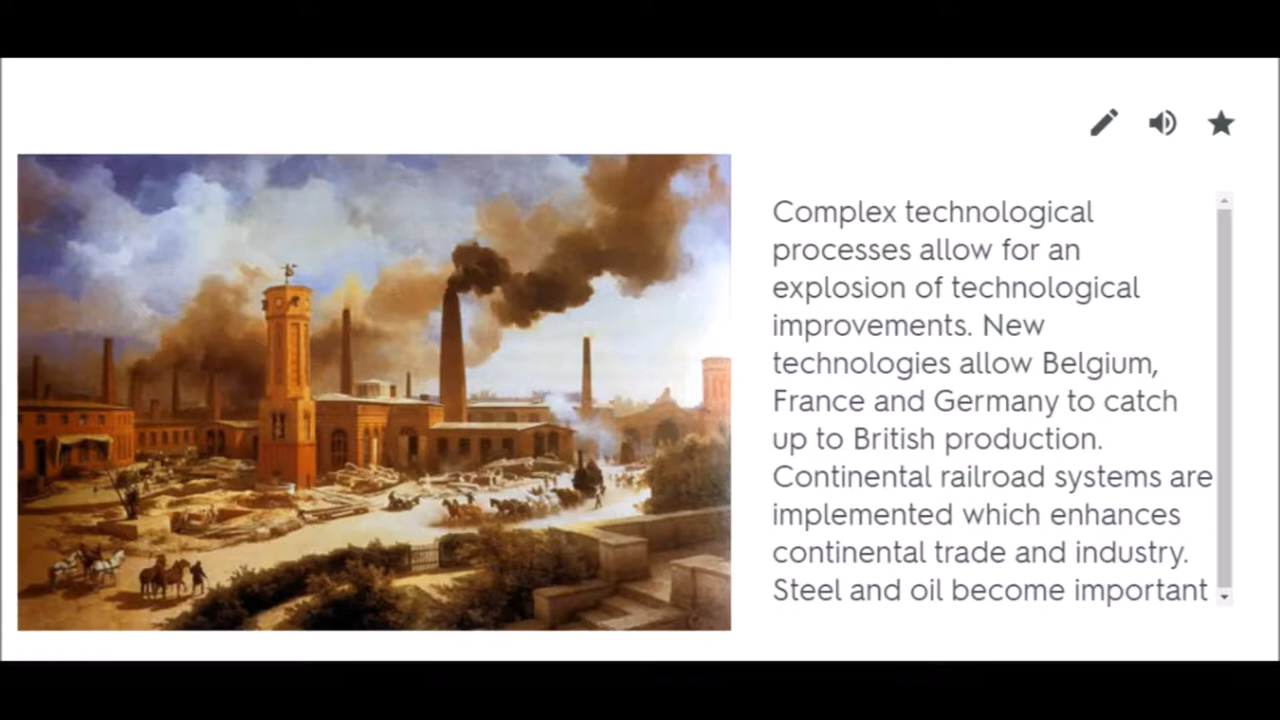 Complex technological
processes allow for an
explosion of technological
improvements. New
technologies allow Belgium,
France and Germany to catch
up to British production.
Continental railroad systems are
implemented which enhances
continental trade and industry.
Steel and oil become important